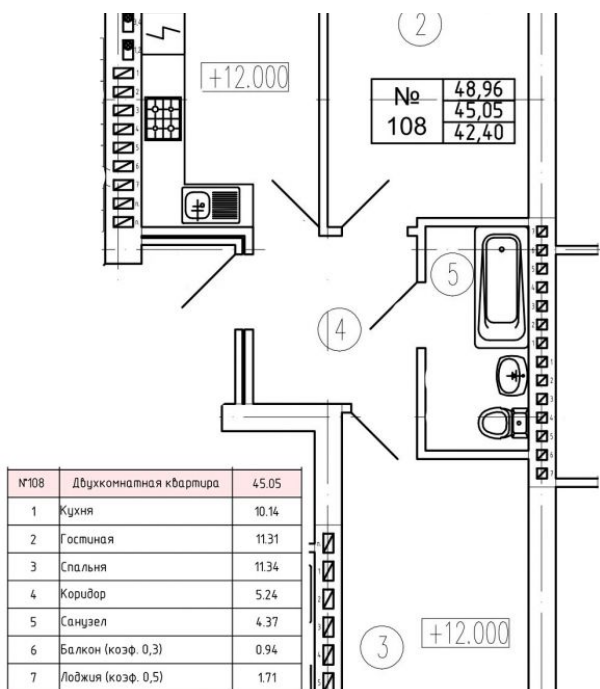 2
+12.000
№ 108
48,96
45,05
42,40
5
4
№108 Двухкомнатная квартира 45.05
1 Кухня 10.14
2 Гостиная 11.31
3 Спальня 11.34
4 Коридор 5.24
5 Санузел 4.37
6 Балкон (коэф. 0,3) 0.94
7 Лоджия (коэф. 0,5) 1.71
3
+12.000